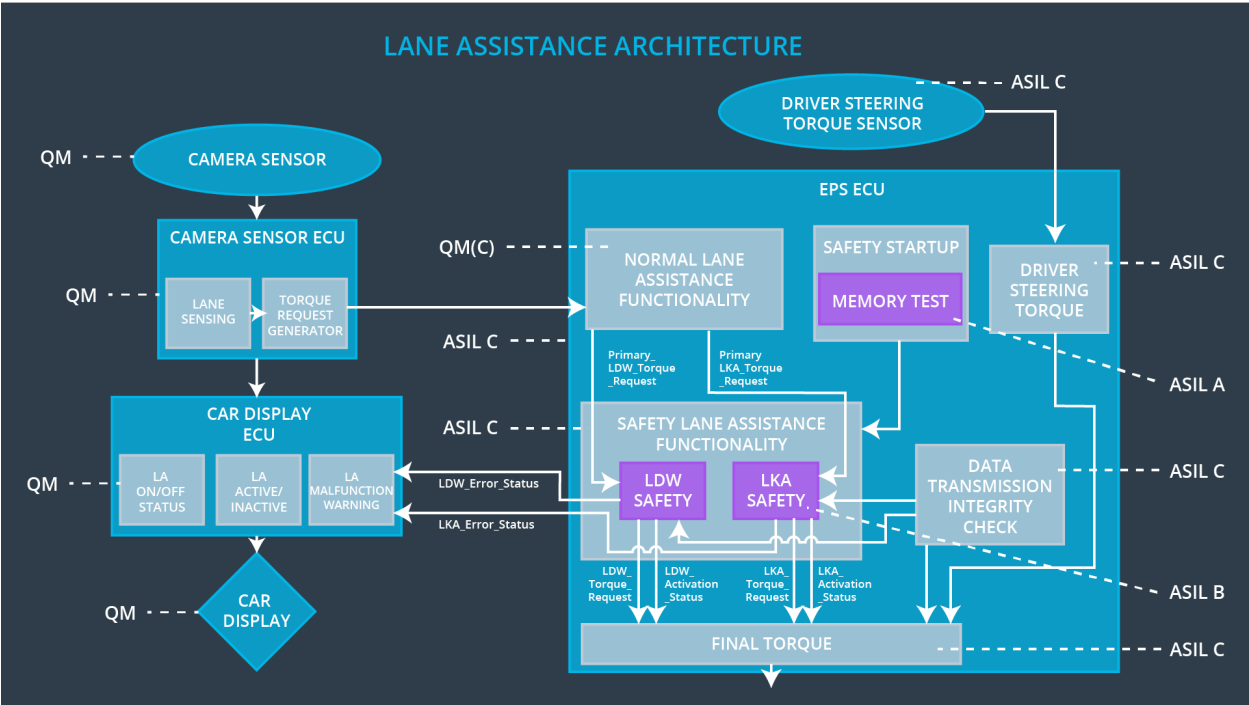 LANE ASSISTANCE ARCHITECTURE
ASIL C
DRIVER STEERING
TORQUE SENSOR
QM
CAMERA SENSOR
EPS ECU
CAMERA SENSOR ECU
QM(C)
NORMAL LANE
ASSISTANCE
FUNCTIONALITY
SAFETY STARTUP
MEMORY TEST
DRIVER
STEERING
TORQUE
ASIL C
QM
LANE
SENSING
TORQUE
REQUEST
GENERATOR
ASIL C
Primary_
LDW_Torque
_Request
Primary
LKA_Torque
_Request
ASIL A
CAR DISPLAY
ECU
ASIL C
SAFETY LANE ASSISTANCE
FUNCTIONALITY
QM
LA
ON/OFF
STATUS
LA
ACTIVE/
INACTIVE
LA
MALFUNCTION
WARNING
LDW_Error_Status
LKA_Error_Status
LDW
SAFETY
LKA
SAFETY
DATA
TRANSMISSION
INTEGRITY
CHECK
ASIL C
LDW_
Torque_
Request
LDW_
Activation
_Status
LKA_
Torque_
Request
LKA_
Activation
_Status
ASIL B
QM
CAR
DISPLAY
FINAL TORQUE
ASIL C